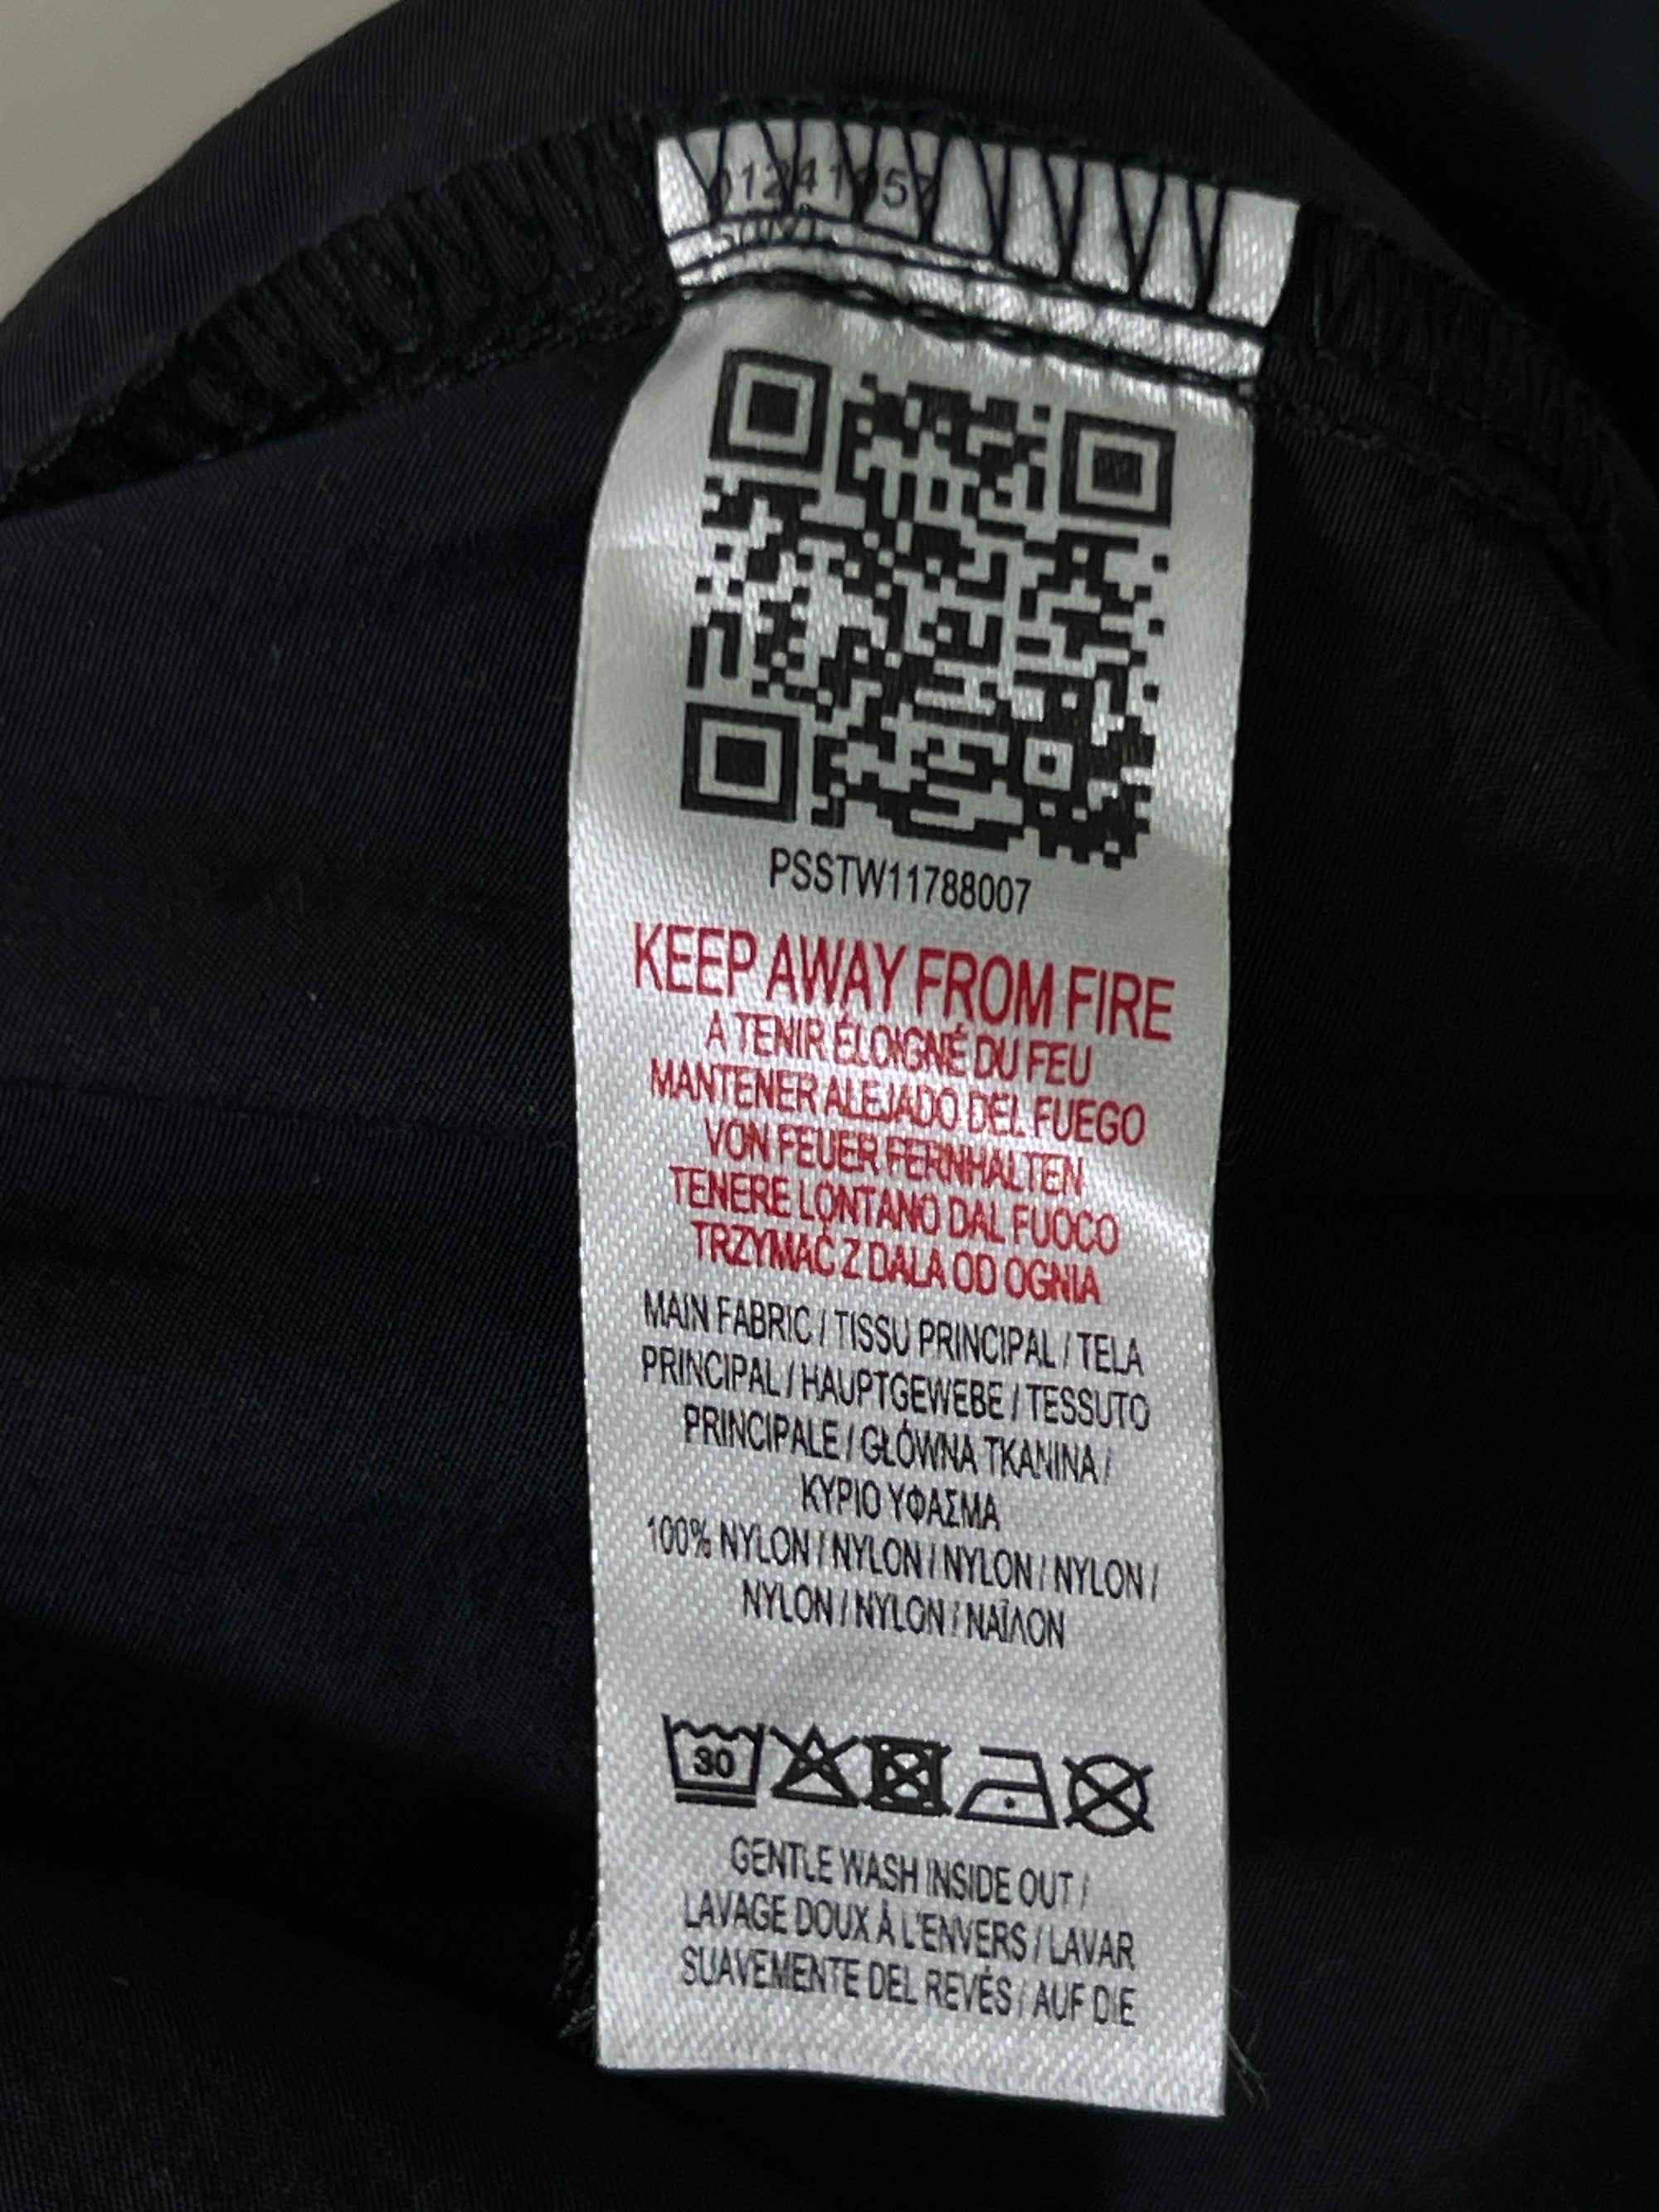 PSSTW11788007
KEEP AWAY FROM FIRE
À TENIR ÉLOIGNÉ DU FEU
MANTENER ALEJADO DEL FUEGO
VON FEUER FERNHALTEN
TENERE LONTANO DAL FUOCO
TRZYMAĆ Z DALA OD OGNIA
MAIN FABRIC / TISSU PRINCIPAL / TELA
PRINCIPAL / HAUPTGEWEBE / TESSUTO
PRINCIPALE / GŁÓWNA TKANINA /
ΚΥΡΙΟ ΥΦΑΣΜΑ
100% NYLON / NYLON / NYLON / NYLON /
NYLON / NYLON / ΝΑΪΛΟΝ
30
GENTLE WASH INSIDE OUT /
LAVAGE DOUX À L'ENVERS / LAVAR
SUAVEMENTE DEL REVÉS / AUF DIE